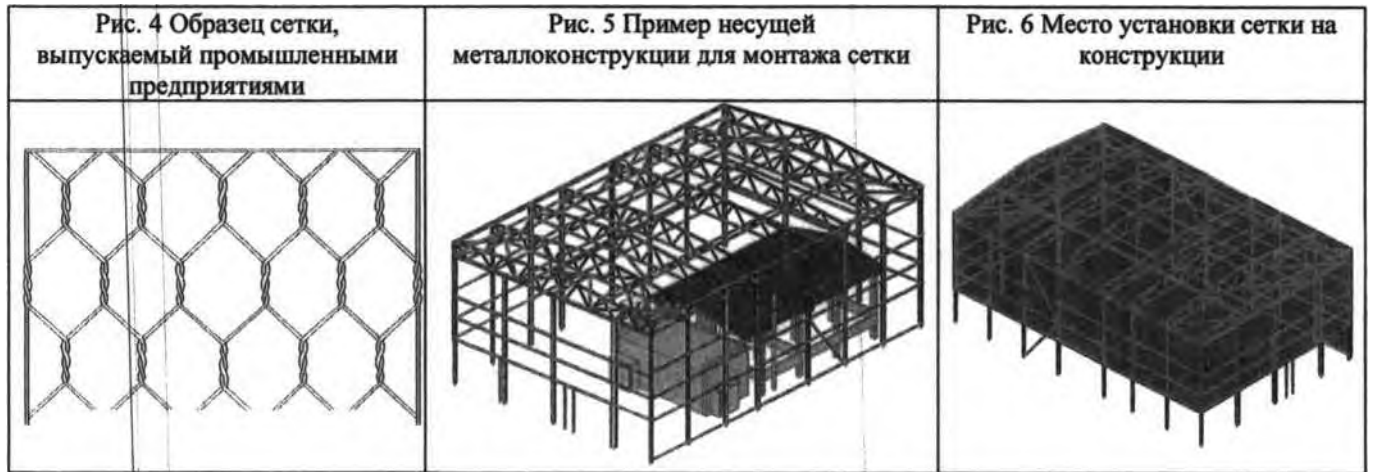 Рис. 4 Образец сетки,
выпускаемый промышленными
предприятиями
Рис. 5 Пример несущей
металлоконструкции для монтажа сетки
Рис. 6 Место установки сетки на
конструкции